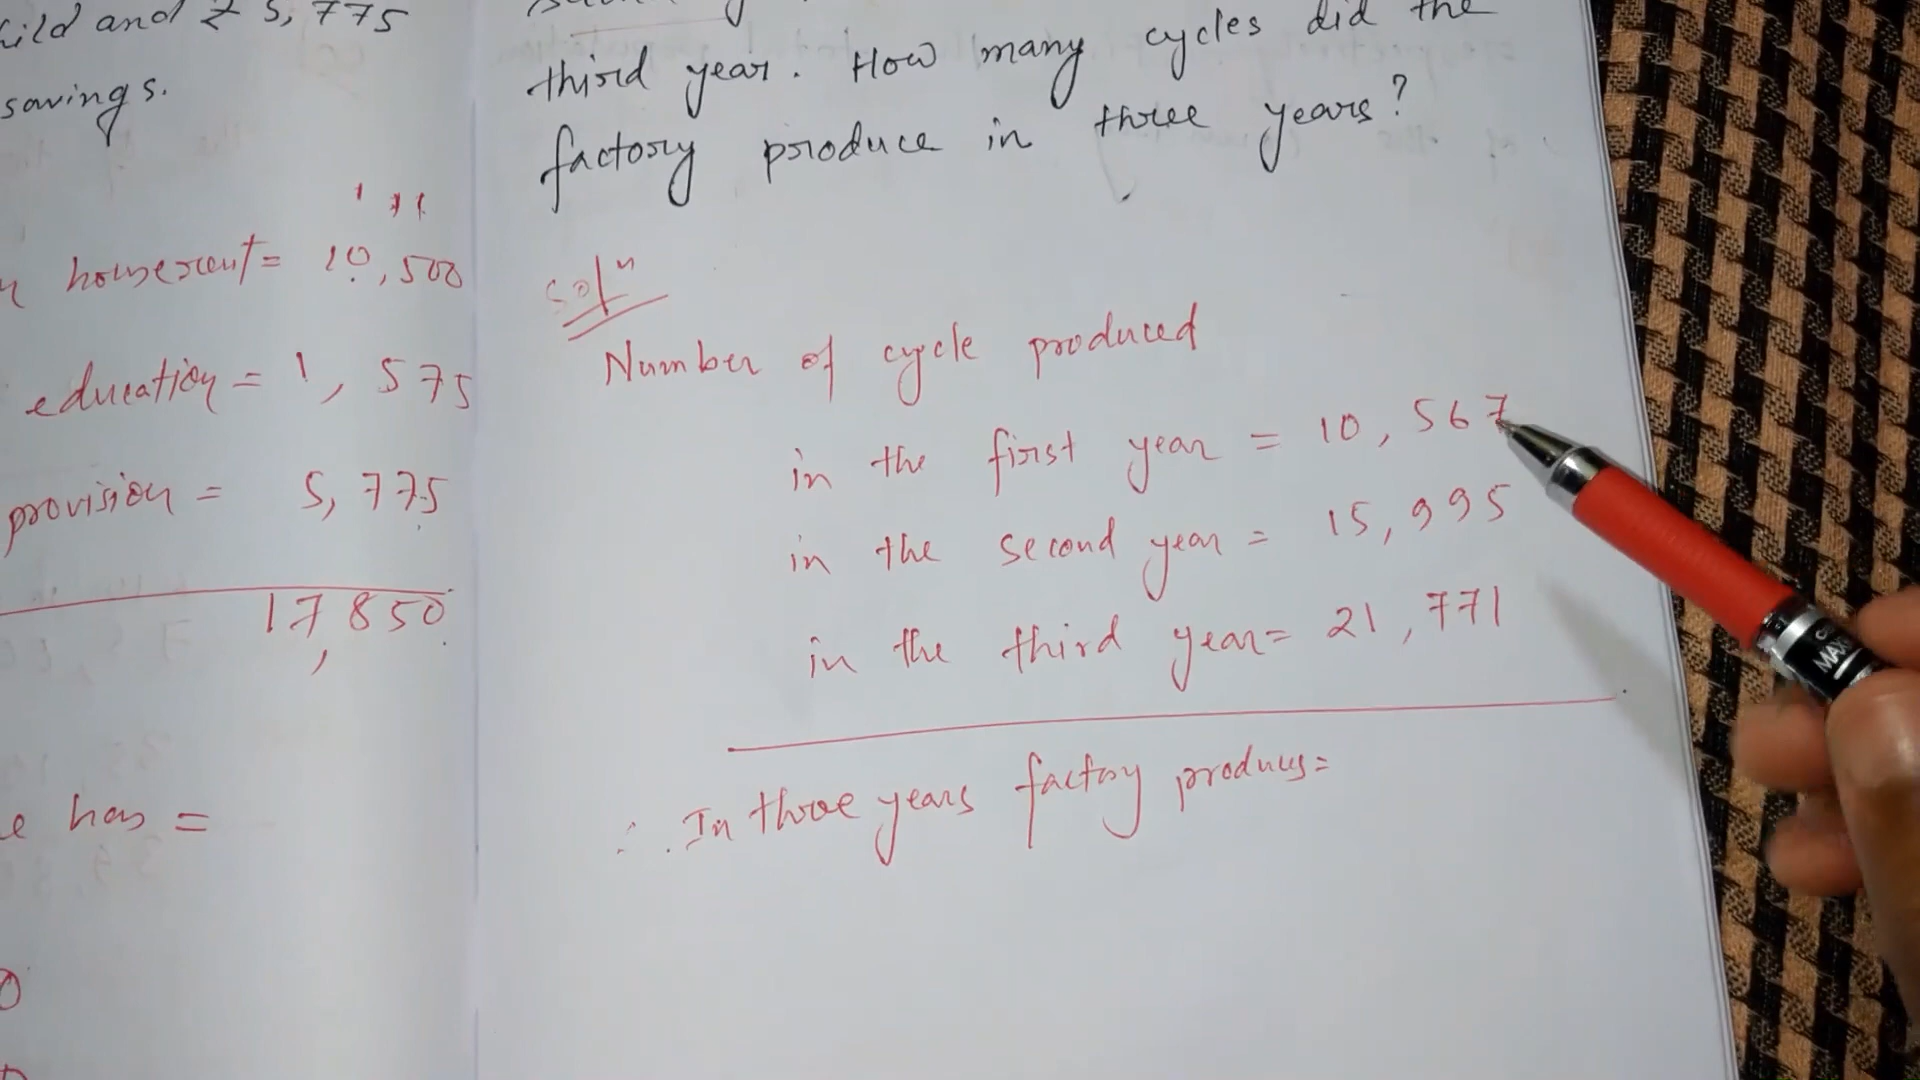 and ₹ 5,775
savings.
houserent = 10,500
education = 1,575
provision = 5,775
17,850
has =
third year. How many cycles did the
factory produce in three years?
Solⁿ
Number of cycle produced
in the first year = 10,567
in the second year = 15,995
in the third year = 21,771
∴ In three years factory produces =
MAX